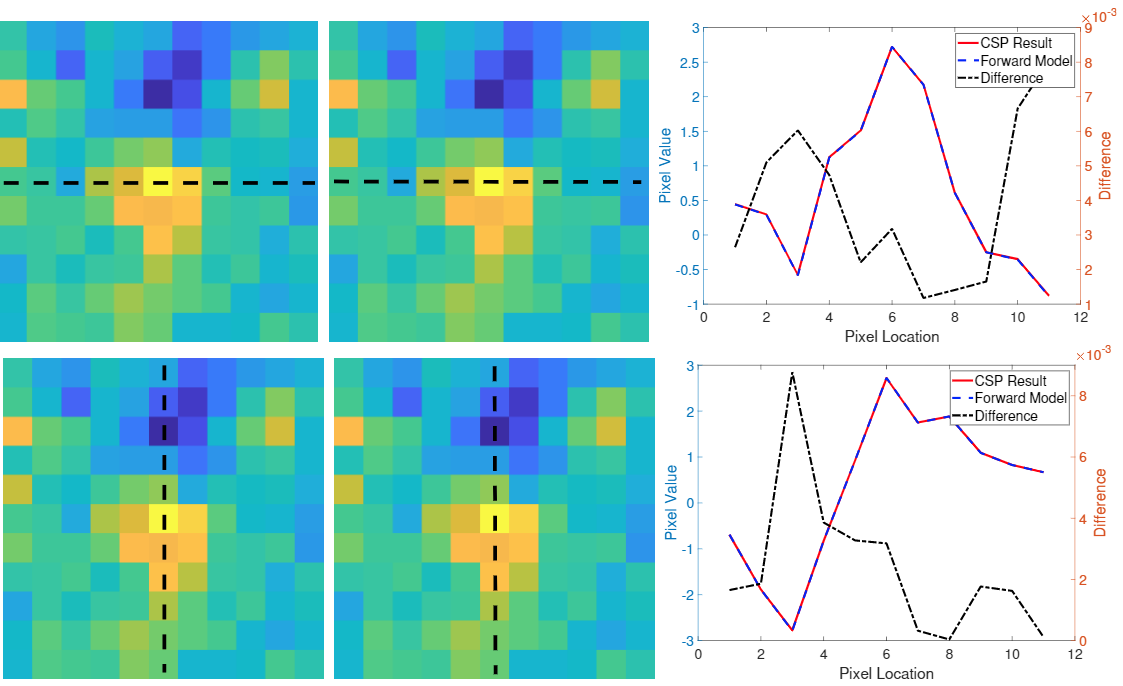 ×10⁻³
3
2.5
2
1.5
1
0.5
0
-0.5
-1
Pixel Value
CSP Result
Forward Model
Difference
9
8
7
6
5
4
3
2
1
Difference
0 2 4 6 8 10 12
Pixel Location
×10⁻³
3
2
1
0
-1
-2
-3
Pixel Value
CSP Result
Forward Model
Difference
8
6
4
2
0
Difference
0 2 4 6 8 10 12
Pixel Location